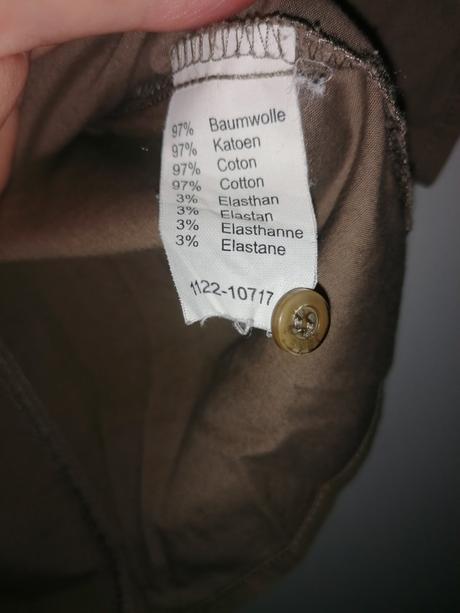 97% Baumwolle
97% Katoen
97% Coton
97% Cotton
3% Elasthan
3% Elastan
3% Elasthanne
3% Elastane
1122-10717